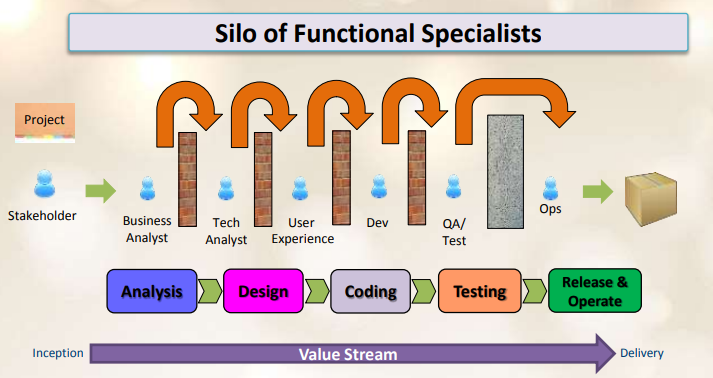 Silo of Functional Specialists
Project
Stakeholder
Business
Analyst
Tech
Analyst
User
Experience
Dev
QA/
Test
Ops
Analysis
Design
Coding
Testing
Release &
Operate
Inception
Value Stream
Delivery